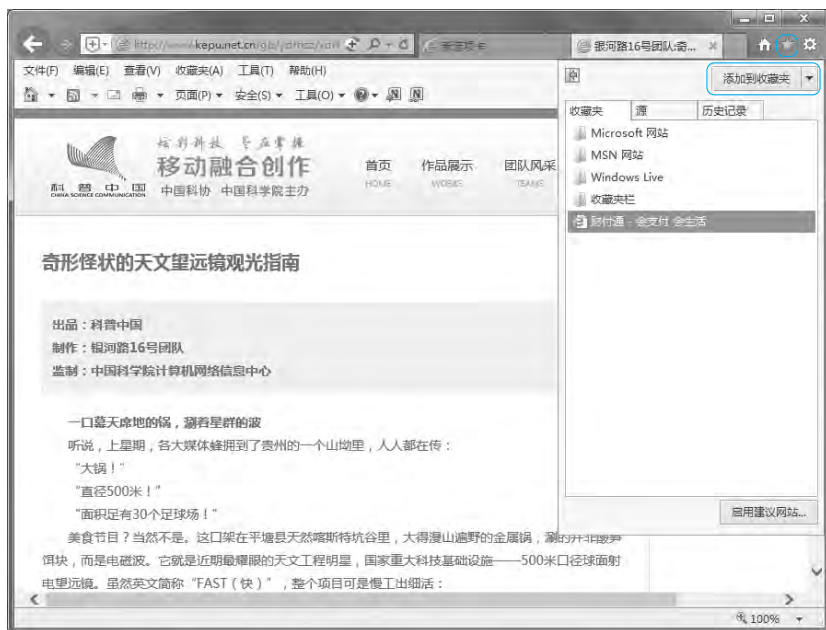 kepu.net.cn
银河路16号团队:奇... ×
文件(F) 编辑(E) 查看(V) 收藏夹(A) 工具(T) 帮助(H)
页面(P) 安全(S) 工具(O)
添加到收藏夹
收藏夹 源 历史记录
Microsoft 网站
MSN 网站
Windows Live
收藏夹栏
财付通 - 会支付 会生活
启用建议网站...
移动融合创作
科普中国
CHINA SCIENCE COMMUNICATION
中国科协 中国科学院主办
首页 作品展示 团队风采
HOME WORKS TEAMS
奇形怪状的天文望远镜观光指南
出品：科普中国
制作：银河路16号团队
监制：中国科学院计算机网络信息中心
一口幕天席地的锅，涮着星群的波
听说，上星期，各大媒体蜂拥到了贵州的一个山坳里，人人都在传：
“大锅！”
“直径500米！”
“面积足有30个足球场！”
美食节目？当然不是。这口架在平塘县天然喀斯特坑谷里，大得漫山遍野的金属锅，涮的并非
饵块，而是电磁波。它就是近期最耀眼的天文工程明星，国家重大科技基础设施——500米口径球面射
电望远镜。虽然英文简称“FAST（快）”，整个项目可是慢工出细活：
100%